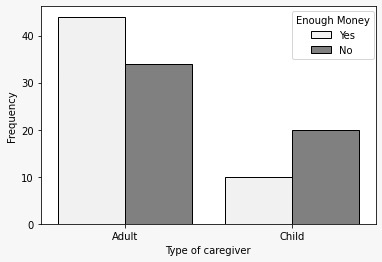 Enough Money
Yes
No
40
30
20
10
0
Frequency
Adult
Child
Type of caregiver